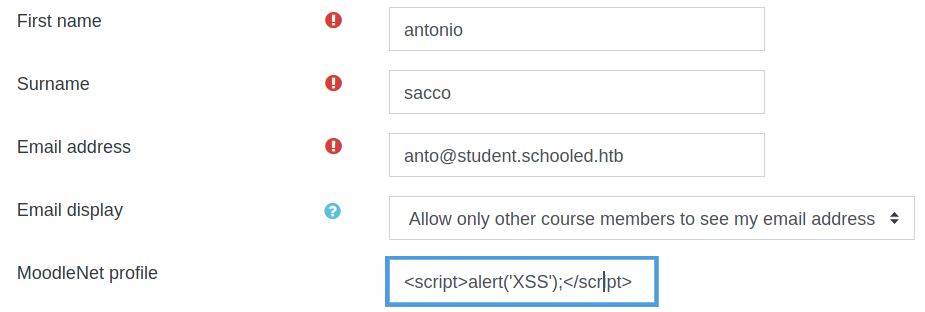 First name
antonio
Surname
sacco
Email address
anto@student.schooled.htb
Email display
Allow only other course members to see my email address
MoodleNet profile
<script>alert('XSS');</script>